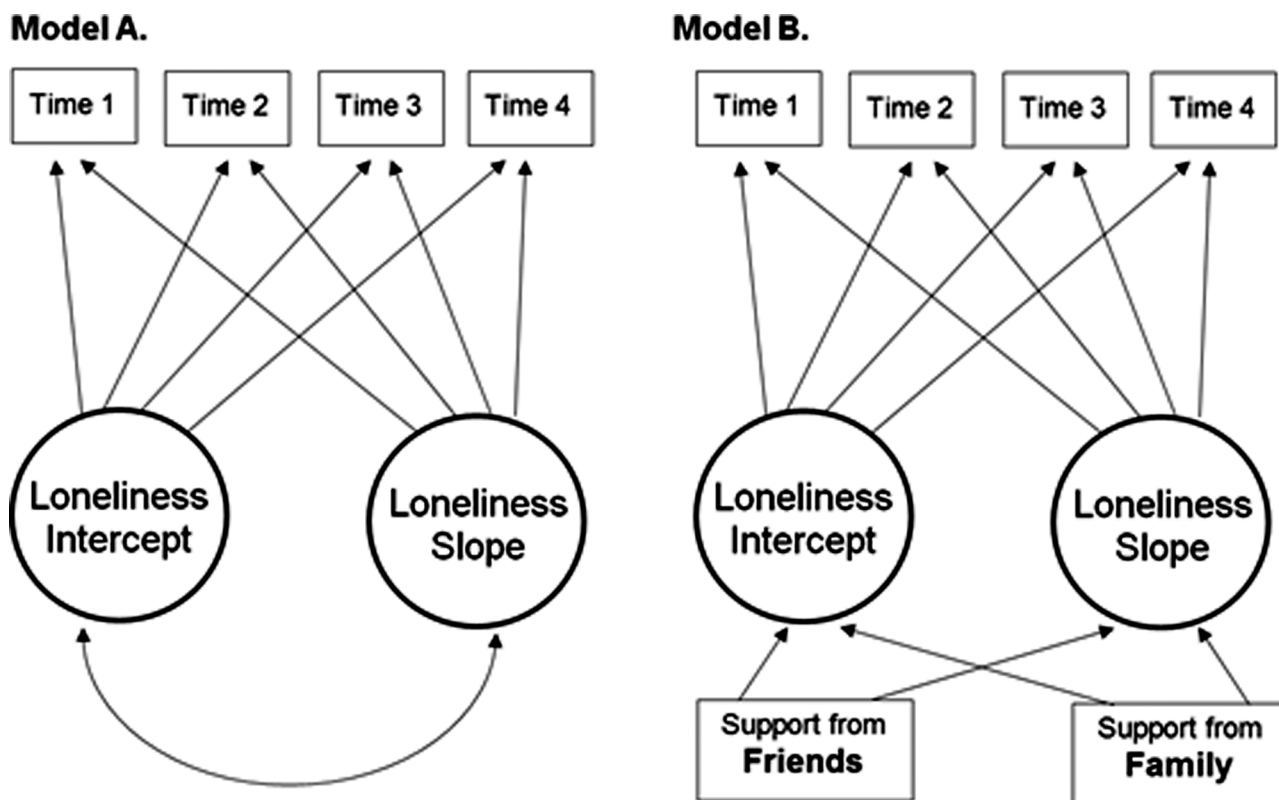 Model A.
Time 1
Time 2
Time 3
Time 4
Loneliness
Intercept
Loneliness
Slope
Model B.
Time 1
Time 2
Time 3
Time 4
Loneliness
Intercept
Loneliness
Slope
Support from
Friends
Support from
Family